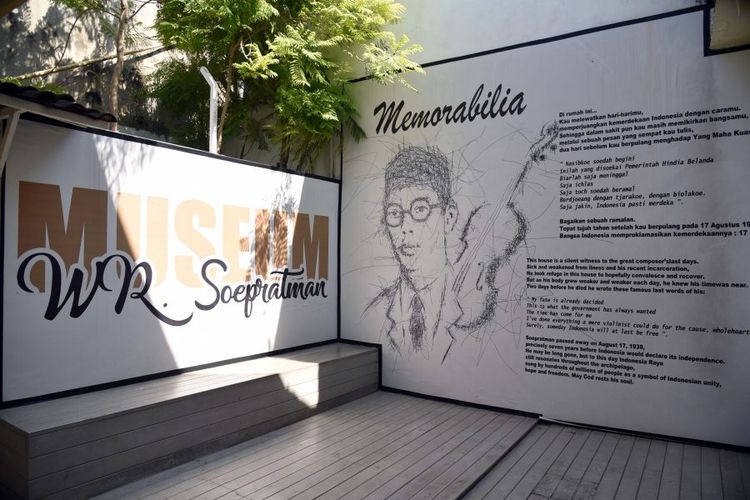 MUSEUM
WR. Soepratman
Memorabilia
Di rumah ini...
Kau melewatkan hari-harimu,
memperjuangkan kemerdekaan Indonesia dengan caramu.
Sehingga dalam sakit pun kau masih memikirkan bangsamu,
melalui sebuah pesan yang sempat kau tulis,
dua hari sebelum kau berpulang menghadap Yang Maha Kuas
" Nasibkoe soedah begini
Inilah yang disoekai Pemerintah Hindia Belanda
Biarlah saja meninggal
Saja ichlas
Saja toch soedah beramal
Berdjoeang dengan tjarakoe, dengan biolakoe.
Saja jakin, Indonesia pasti merdeka ".
Bagaikan sebuah ramalan.
Tepat tujuh tahun setelah kau berpulang pada 17 Agustus 19
Bangsa Indonesia memproklamasikan kemerdekaannya : 17
This house is a silent witness to the great composer'slast days.
Sick and weakened from ilness and his recent incarceration,
He took refuge in this house to hopefully convalesce and recover.
But as his body grew weaker and weaker each day, he knew his timewas near.
Two days before he died he wrote these famous last words of his:
" My fate is already decided
This is what the government has always wanted
The time has come for me
I've done everything a mere violinist could do for the cause, wholeheart
Surely, someday Indonesia will at last be free ".
Soepratman passed away on August 17, 1938,
precisely seven years before Indonesia would declare its independence.
He may be long gone, but to this day Indonesia Raya
still resonates throughout the archipelago,
sung by hundreds of millions of people as a symbol of Indonesian unity,
hope and freedom. May God rests his soul.